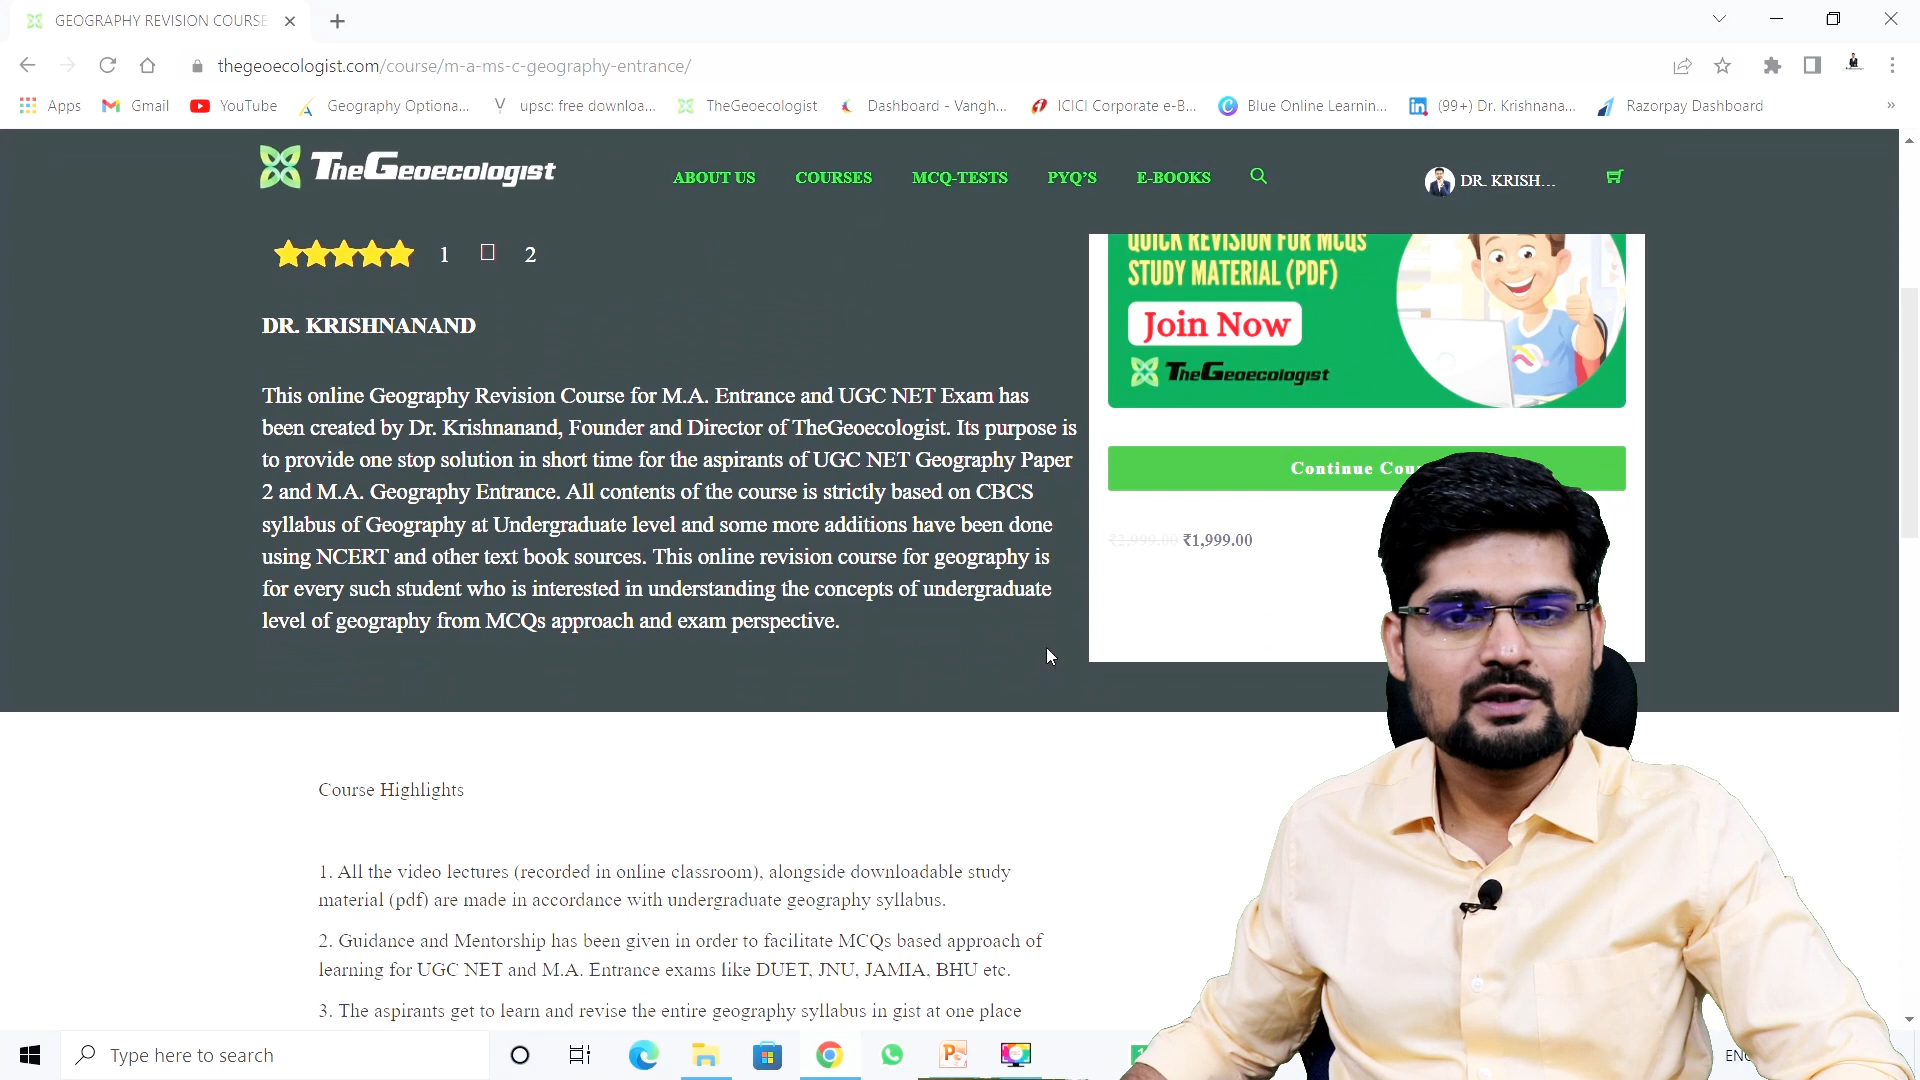 GEOGRAPHY REVISION COURSE
thegeoecologist.com/course/m-a-ms-c-geography-entrance/
Apps Gmail YouTube Geography Optiona... upsc: free downloa... TheGeoecologist Dashboard - Vangh... ICICI Corporate e-B... Blue Online Learnin... (99+) Dr. Krishnana... Razorpay Dashboard »
TheGeoecologist ABOUT US COURSES MCQ-TESTS PYQ’S E-BOOKS DR. KRISH...
1 2
DR. KRISHNANAND
This online Geography Revision Course for M.A. Entrance and UGC NET Exam has
been created by Dr. Krishnanand, Founder and Director of TheGeoecologist. Its purpose is
to provide one stop solution in short time for the aspirants of UGC NET Geography Paper
2 and M.A. Geography Entrance. All contents of the course is strictly based on CBCS
syllabus of Geography at Undergraduate level and some more additions have been done
using NCERT and other text book sources. This online revision course for geography is
for every such student who is interested in understanding the concepts of undergraduate
level of geography from MCQs approach and exam perspective.
QUICK REVISION FOR MCQs
STUDY MATERIAL (PDF)
Join Now
TheGeoecologist
Continue Cou
₹2,999.00 ₹1,999.00
Course Highlights
1. All the video lectures (recorded in online classroom), alongside downloadable study
material (pdf) are made in accordance with undergraduate geography syllabus.
2. Guidance and Mentorship has been given in order to facilitate MCQs based approach of
learning for UGC NET and M.A. Entrance exams like DUET, JNU, JAMIA, BHU etc.
3. The aspirants get to learn and revise the entire geography syllabus in gist at one place
Type here to search